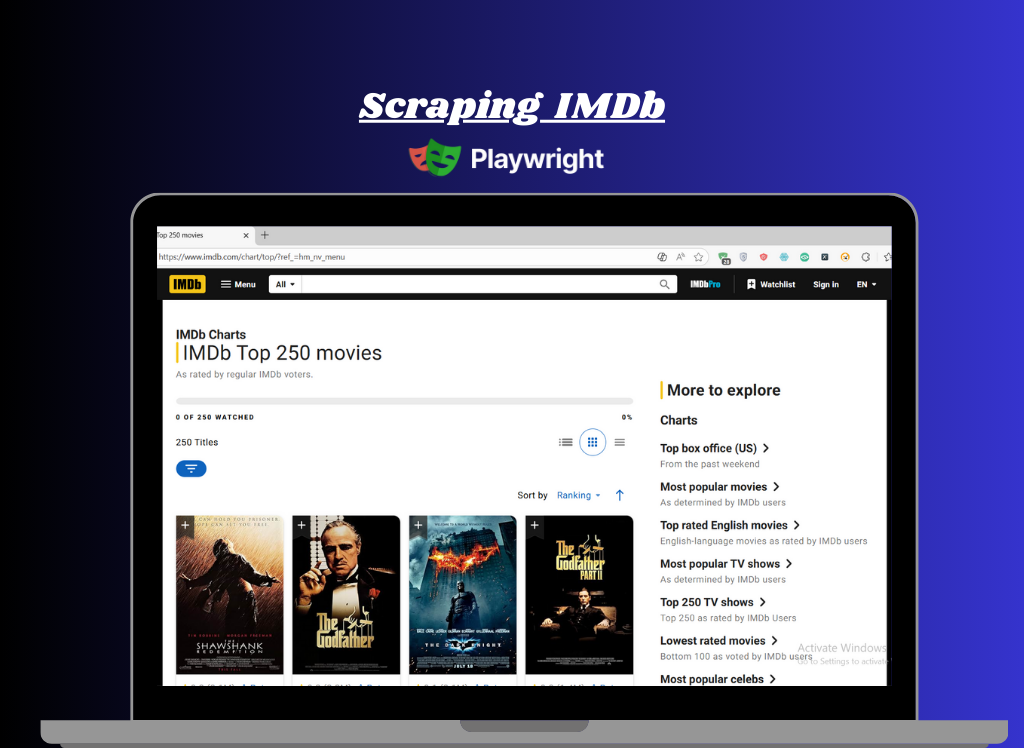 Scraping IMDb
Playwright
Top 250 movies
https://www.imdb.com/chart/top/?ref_=hm_nv_menu
IMDb
Menu
All
IMDbPro
Watchlist
Sign in
EN
IMDb Charts
IMDb Top 250 movies
As rated by regular IMDb voters.
0 OF 250 WATCHED
0%
250 Titles
Sort by
Ranking
TIM ROBBINS MORGAN FREEMAN
THE
SHAWSHANK
REDEMPTION
The
Godfather
THE DARK KNIGHT
JULY 18
The
Godfather
PART II
More to explore
Charts
Top box office (US)
From the past weekend
Most popular movies
As determined by IMDb users
Top rated English movies
English-language movies as rated by IMDb users
Most popular TV shows
As determined by IMDb users
Top 250 TV shows
Top 250 as rated by IMDb Users
Lowest rated movies
Bottom 100 as voted by IMDb users
Most popular celebs
Activate Windows
Go to Settings to activate